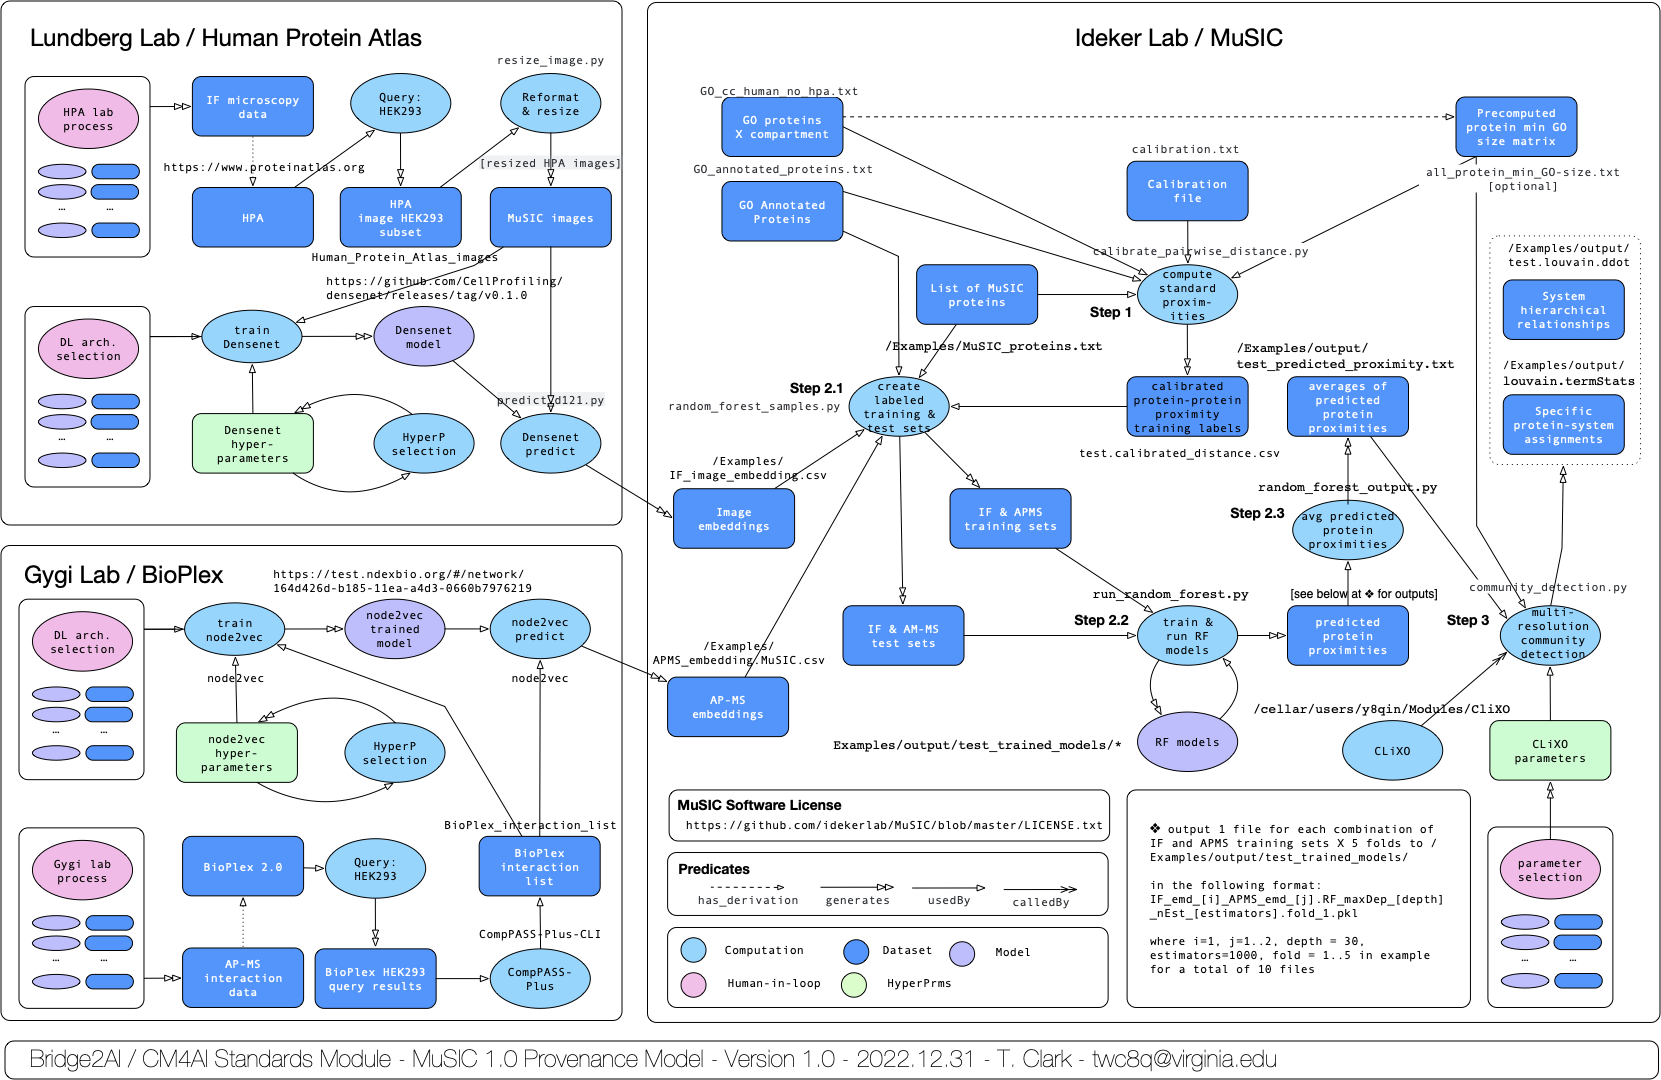 Lundberg Lab / Human Protein Atlas
resize_image.py
HPA lab
process
...
...
IF microscopy
data
Query:
HEK293
Reformat
& resize
https://www.proteinatlas.org
[resized HPA images]
HPA
HPA
image HEK293
subset
MuSIC images
Human_Protein_Atlas_images
https://github.com/CellProfiling/
densenet/releases/tag/v0.1.0
DL arch.
selection
...
...
train
Densenet
Densenet
model
predict_d121.py
Densenet
hyper-
parameters
HyperP
selection
Densenet
predict
Gygi Lab / BioPlex
https://test.ndexbio.org/#/network/
164d426d-b185-11ea-a4d3-0660b7976219
DL arch.
selection
...
...
train
node2vec
node2vec
trained
model
node2vec
predict
node2vec
node2vec
node2vec
hyper-
parameters
HyperP
selection
BioPlex_interaction_list
Gygi lab
process
...
...
BioPlex 2.0
Query:
HEK293
BioPlex
interaction
list
CompPASS-Plus-CLI
AP-MS
interaction
data
BioPlex HEK293
query results
CompPASS-
Plus
Ideker Lab / MuSIC
GO_cc_human_no_hpa.txt
GO proteins
X compartment
Precomputed
protein min GO
size matrix
all_protein_min_GO-size.txt
[optional]
GO_annotated_proteins.txt
GO Annotated
Proteins
calibration.txt
Calibration
file
calibrate_pairwise_distance.py
List of MuSIC
proteins
compute
standard
proxim-
ities
Step 1
/Examples/output/
test.louvain.ddot
System
hierarchical
relationships
/Examples/output/
louvain.termStats
Specific
protein-system
assignments
/Examples/MuSIC_proteins.txt
Step 2.1
random_forest_samples.py
create
labeled
training &
test sets
calibrated
protein-protein
proximity
training labels
test.calibrated_distance.csv
/Examples/output/
test_predicted_proximity.txt
averages of
predicted
protein
proximities
/Examples/
IF_image_embedding.csv
Image
embeddings
IF & APMS
training sets
random_forest_output.py
Step 2.3
avg predicted
protein
proximities
[see below at ❖ for outputs]
community_detection.py
run_random_forest.py
IF & AM-MS
test sets
Step 2.2
train &
run RF
models
predicted
protein
proximities
Step 3
multi-
resolution
community
detection
/Examples/
APMS_embedding.MuSIC.csv
AP-MS
embeddings
Examples/output/test_trained_models/*
RF models
/cellar/users/y8qin/Modules/CliXO
CLiXO
CLiXO
parameters
MuSIC Software License
https://github.com/idekerlab/MuSIC/blob/master/LICENSE.txt
Predicates
has_derivation
generates
usedBy
calledBy
Computation
Dataset
Model
Human-in-loop
HyperPrms
❖ output 1 file for each combination of
IF and APMS training sets X 5 folds to /
Examples/output/test_trained_models/
in the following format:
IF_emd_[i]_APMS_emd_[j].RF_maxDep_[depth]
_nEst_[estimators].fold_1.pkl
where i=1, j=1..2, depth = 30,
estimators=1000, fold = 1..5 in example
for a total of 10 files
parameter
selection
...
...
Bridge2AI / CM4AI Standards Module - MuSIC 1.0 Provenance Model - Version 1.0 - 2022.12.31 - T. Clark - twc8q@virginia.edu